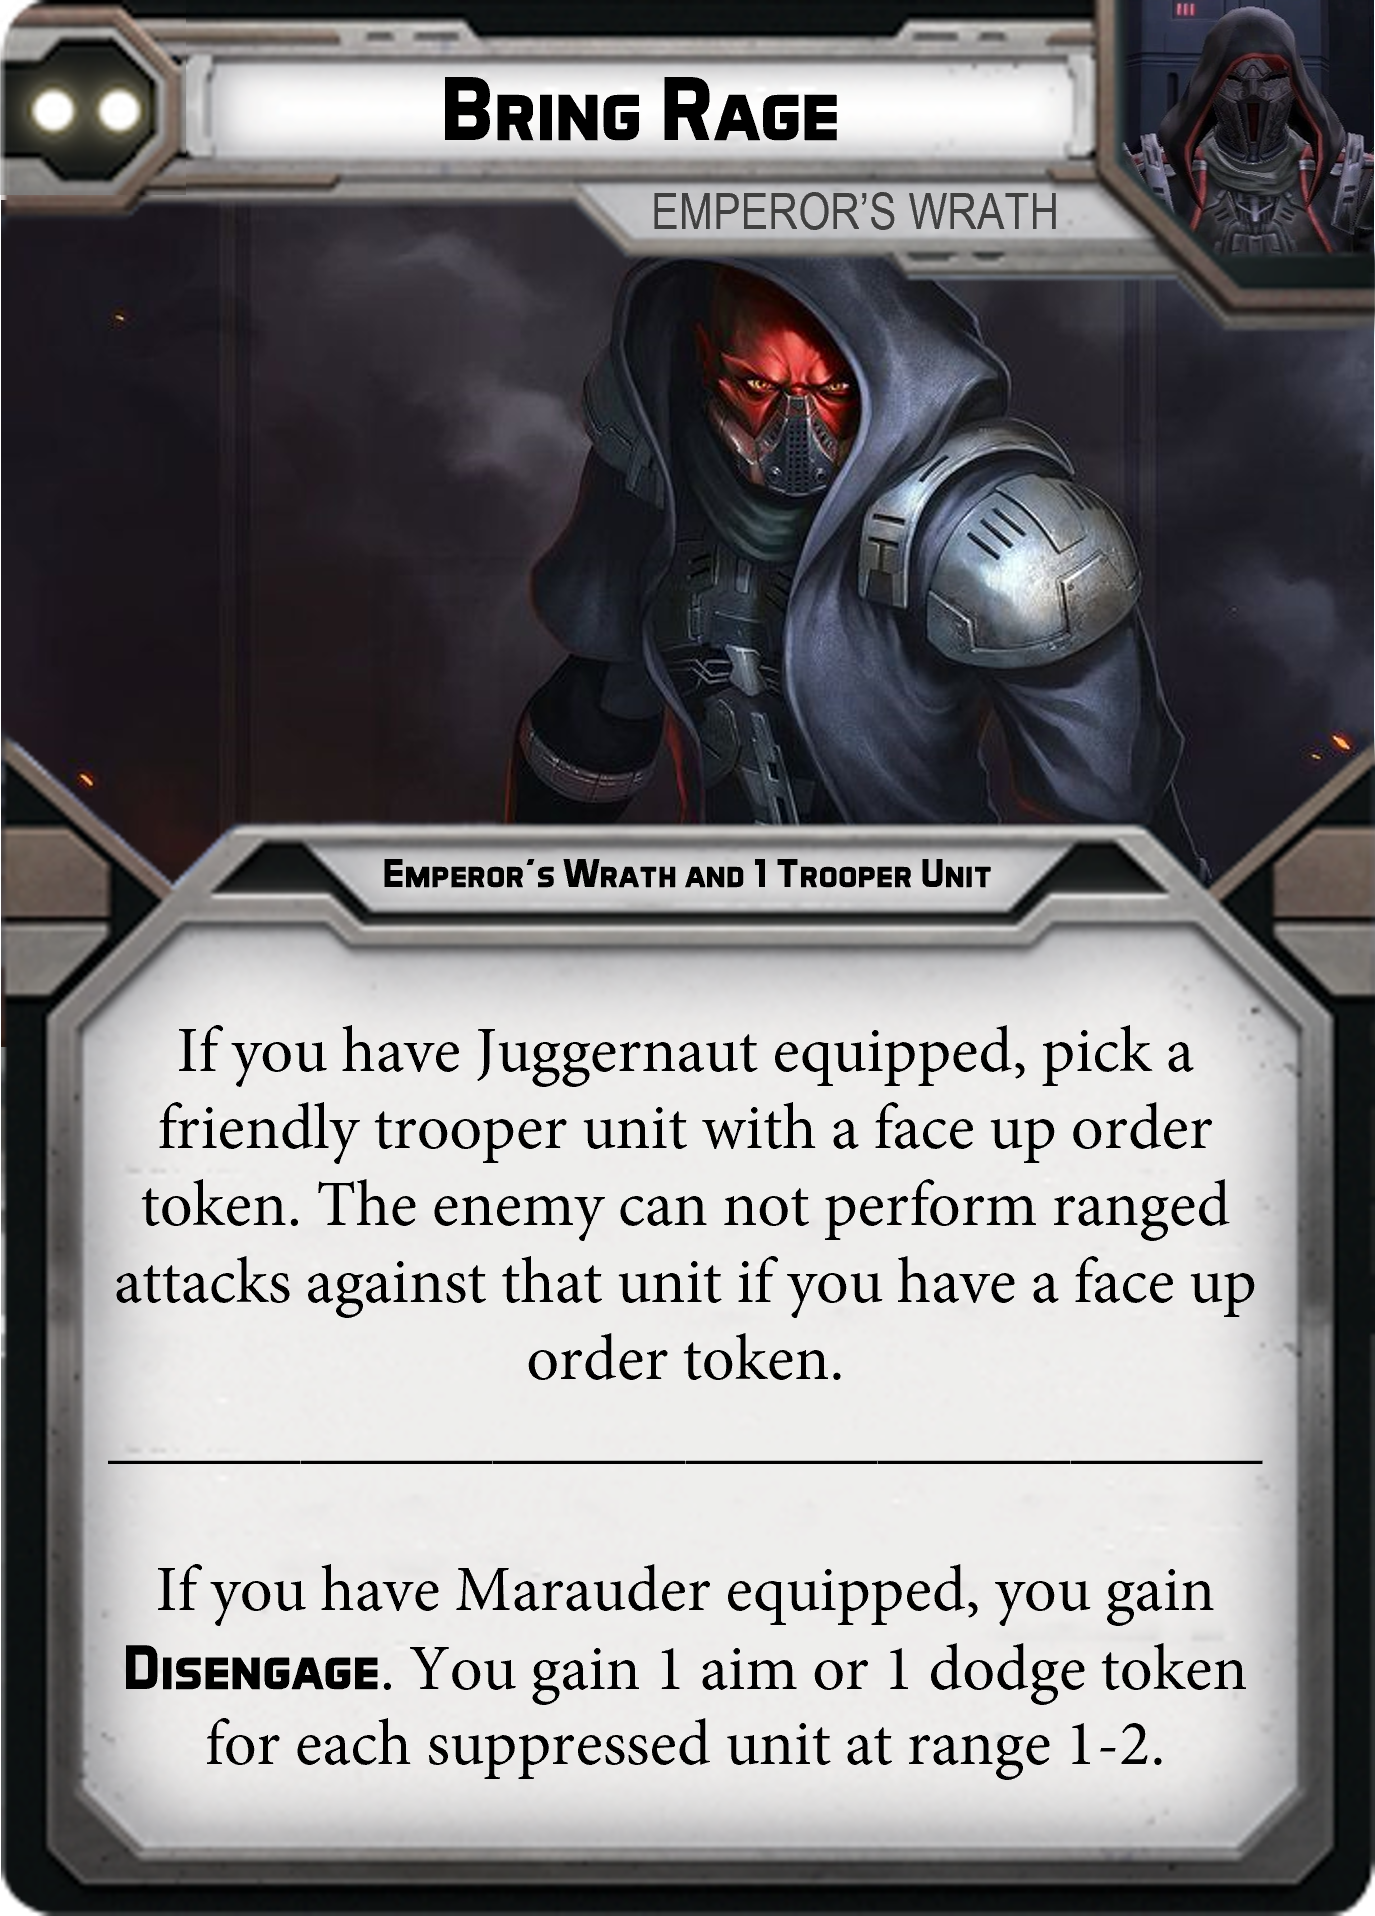 BRING RAGE
EMPEROR'S WRATH
EMPEROR´S WRATH AND 1 TROOPER UNIT
If you have Juggernaut equipped, pick a
friendly trooper unit with a face up order
token. The enemy can not perform ranged
attacks against that unit if you have a face up
order token.
If you have Marauder equipped, you gain
DISENGAGE. You gain 1 aim or 1 dodge token
for each suppressed unit at range 1-2.